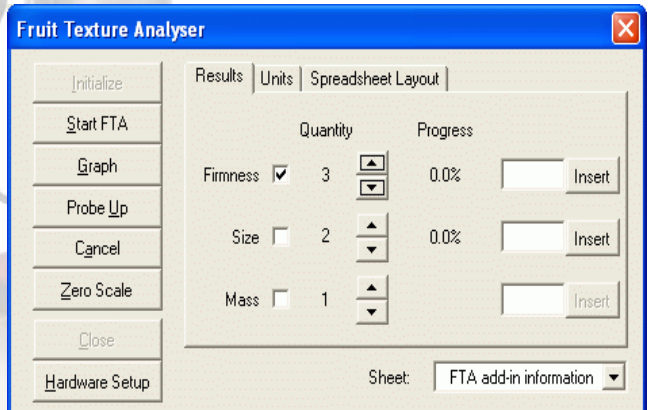 Fruit Texture Analyser
Initialize
Start FTA
Graph
Probe Up
Cancel
Zero Scale
Close
Hardware Setup
Results Units Spreadsheet Layout
Quantity Progress
Firmness 3 0.0% Insert
Size 2 0.0% Insert
Mass 1 Insert
Sheet: FTA add-in information